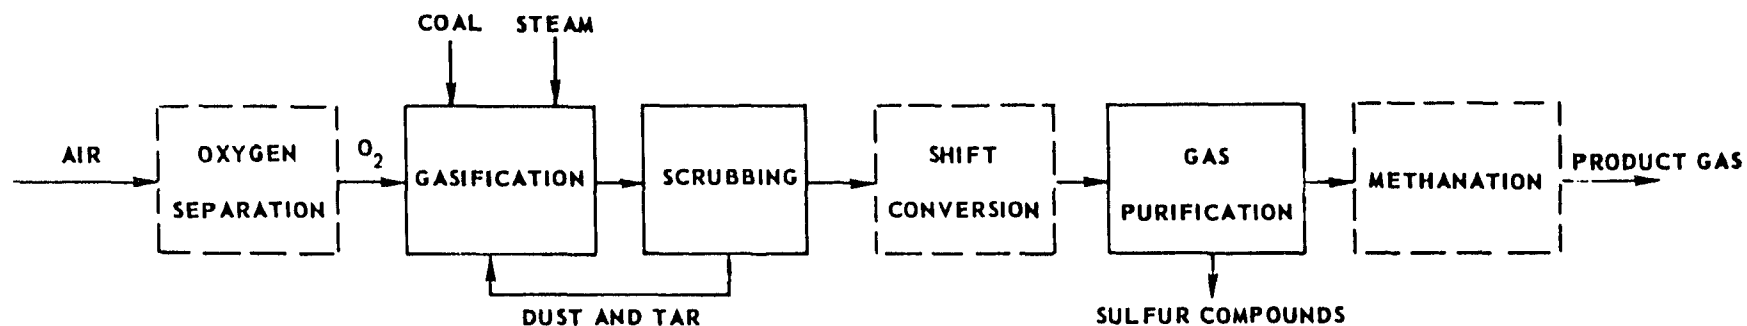 COAL
STEAM
AIR
OXYGEN
SEPARATION
O2
GASIFICATION
SCRUBBING
SHIFT
CONVERSION
GAS
PURIFICATION
METHANATION
PRODUCT GAS
DUST AND TAR
SULFUR COMPOUNDS